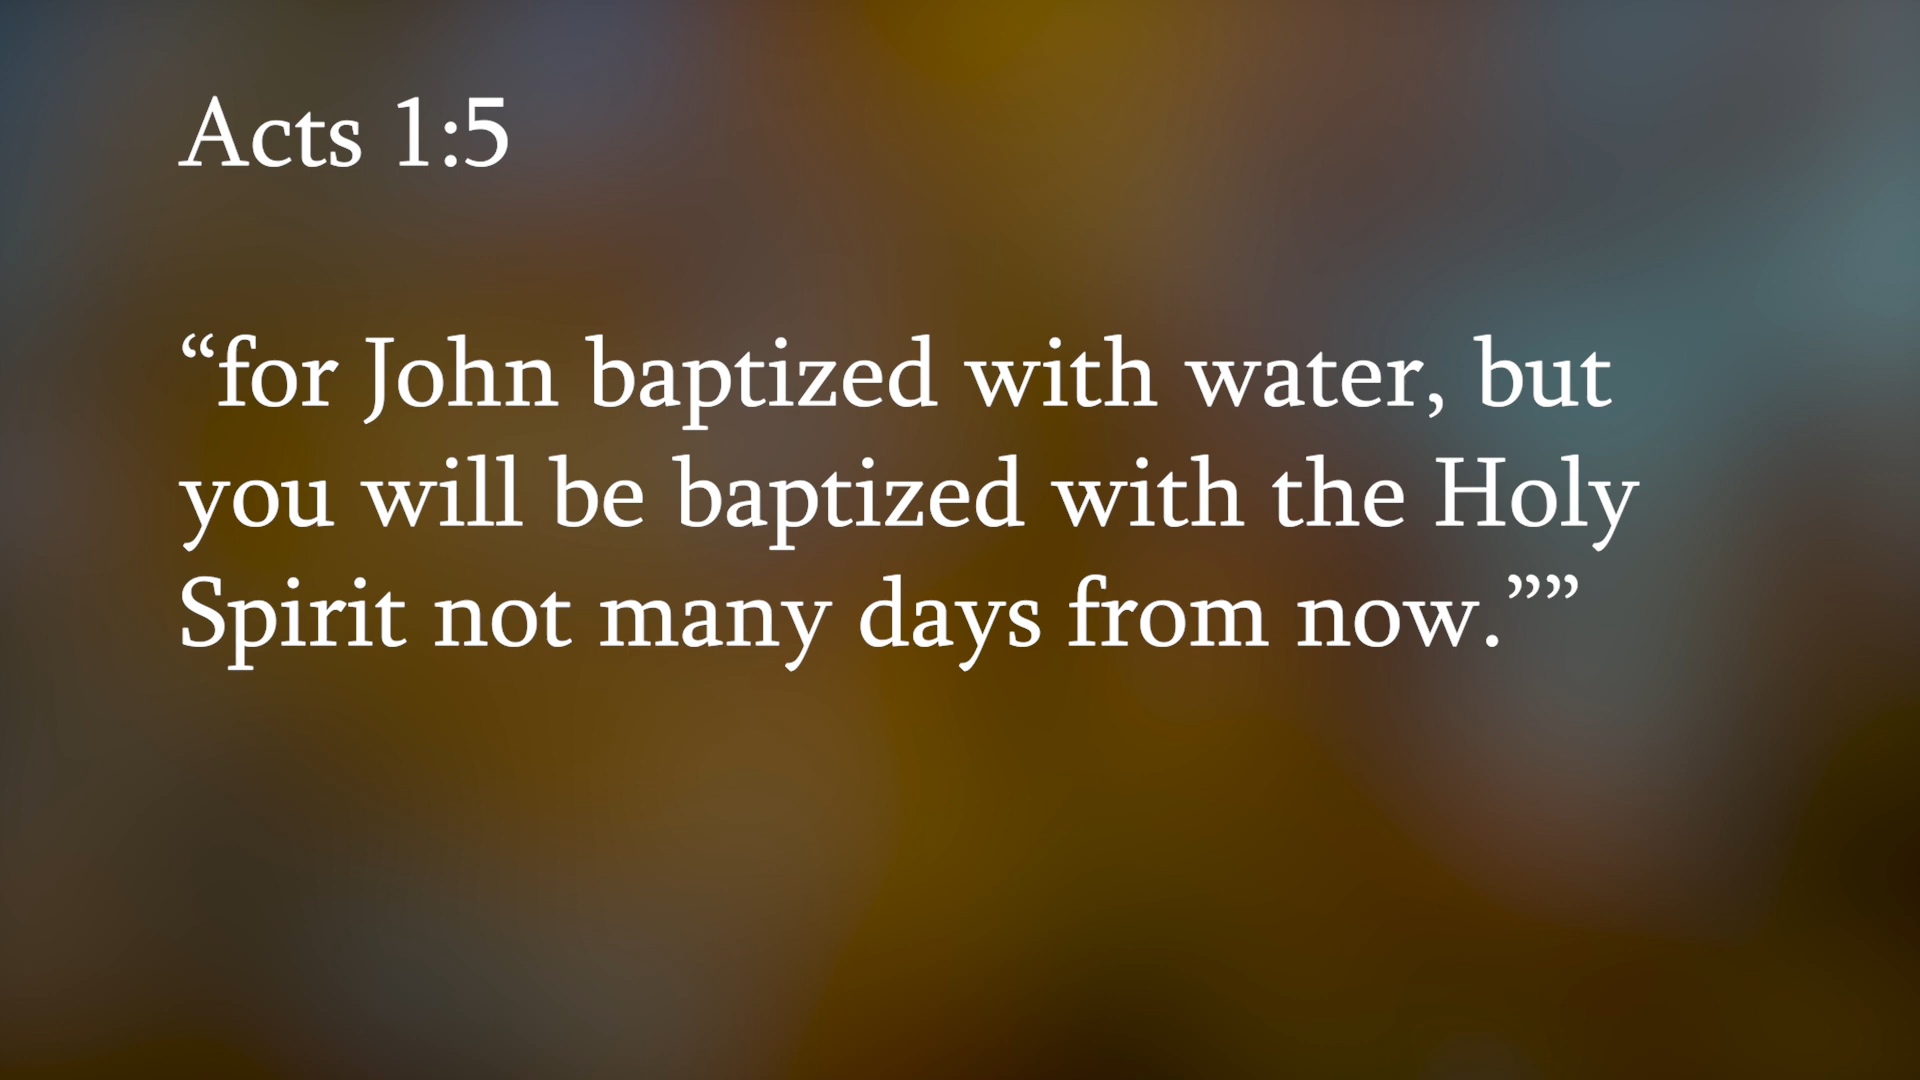 Acts 1:5
“for John baptized with water, but
you will be baptized with the Holy
Spirit not many days from now.””